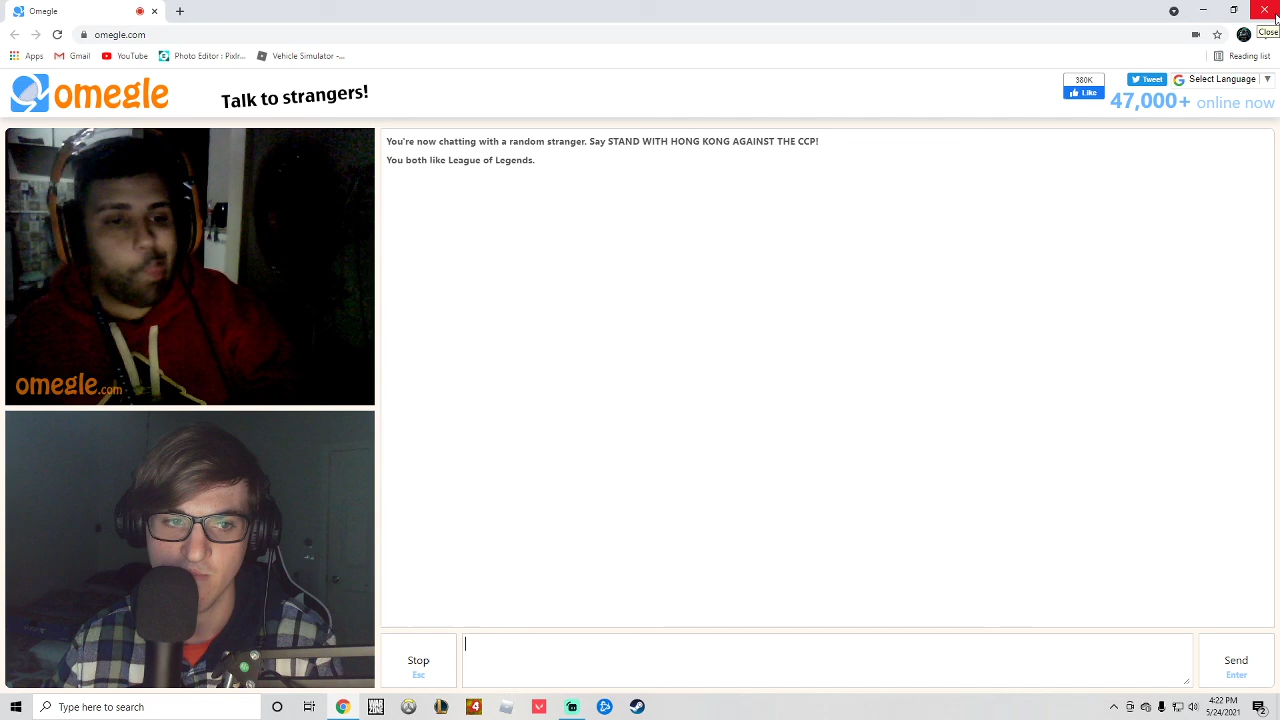 Omegle
omegle.com
Apps
Gmail
YouTube
Photo Editor : Pixlr...
Vehicle Simulator -...
Reading list
Close
omegle
Talk to strangers!
380K
Like
Tweet
Select Language
47,000+ online now
You're now chatting with a random stranger. Say STAND WITH HONG KONG AGAINST THE CCP!
You both like League of Legends.
omegle.com
Stop
Esc
Send
Enter
Type here to search
4:22 PM
5/24/2021
2